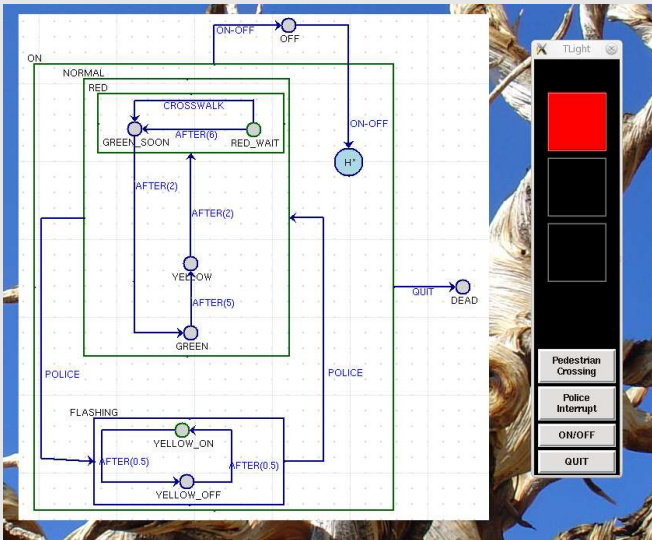 ON-OFF
OFF
ON
NORMAL
RED
CROSSWALK
AFTER(6)
GREEN_SOON
RED_WAIT
ON-OFF
H*
AFTER(2)
AFTER(2)
YELLOW
AFTER(5)
GREEN
QUIT
DEAD
POLICE
POLICE
FLASHING
YELLOW_ON
AFTER(0.5)
AFTER(0.5)
YELLOW_OFF
TLight
Pedestrian
Crossing
Police
Interrupt
ON/OFF
QUIT